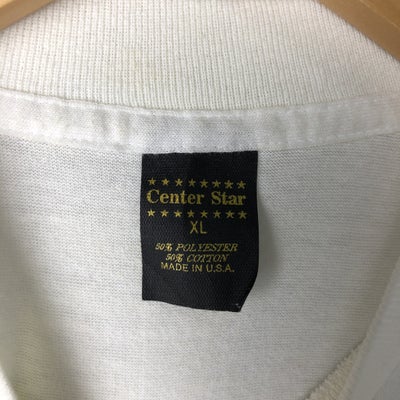 Center Star
XL
50% POLYESTER
50% COTTON
MADE IN U.S.A.